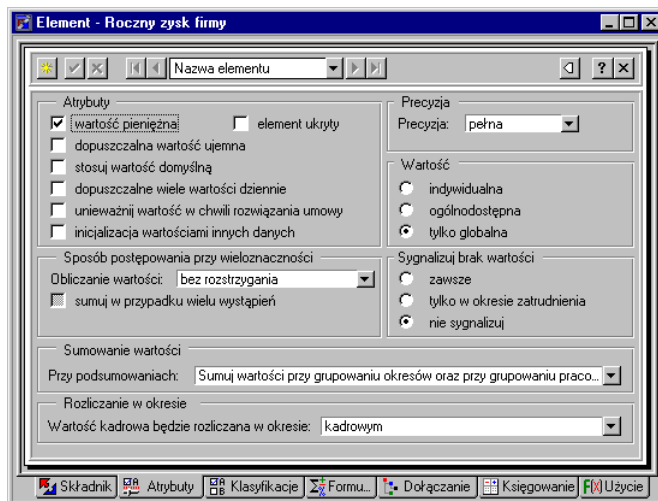 Element - Roczny zysk firmy
Nazwa elementu
Atrybuty
wartość pieniężna element ukryty
dopuszczalna wartość ujemna
stosuj wartość domyślną
dopuszczalne wiele wartości dziennie
unieważnij wartość w chwili rozwiązania umowy
inicjalizacja wartościami innych danych
Precyzja
Precyzja: pełna
Wartość
indywidualna
ogólnodostępna
tylko globalna
Sposób postępowania przy wieloznaczności
Obliczanie wartości: bez rozstrzygania
sumuj w przypadku wielu wystąpień
Sygnalizuj brak wartości
zawsze
tylko w okresie zatrudnienia
nie sygnalizuj
Sumowanie wartości
Przy podsumowaniach: Sumuj wartości przy grupowaniu okresów oraz przy grupowaniu praco...
Rozliczanie w okresie
Wartość kadrowa będzie rozliczana w okresie: kadrowym
Składnik Atrybuty Klasyfikacje Formu... Dołączanie Księgowanie Użycie